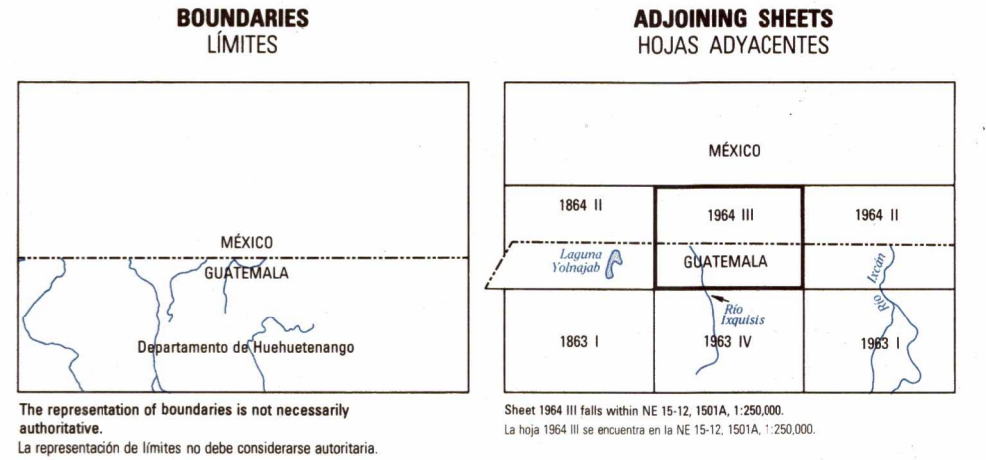 BOUNDARIES
LÍMITES
MÉXICO
GUATEMALA
Departamento de Huehuetenango
The representation of boundaries is not necessarily
authoritative.
La representación de límites no debe considerarse autoritaria.
ADJOINING SHEETS
HOJAS ADYACENTES
MÉXICO
1864 II
1964 III
1964 II
Laguna
Yolnajab
GUATEMALA
Río Ixcán
Río
Ixquisis
1863 I
1963 IV
1963 I
Sheet 1964 III falls within NE 15-12, 1501A, 1:250,000.
La hoja 1964 III se encuentra en la NE 15-12, 1501A, 1:250,000.